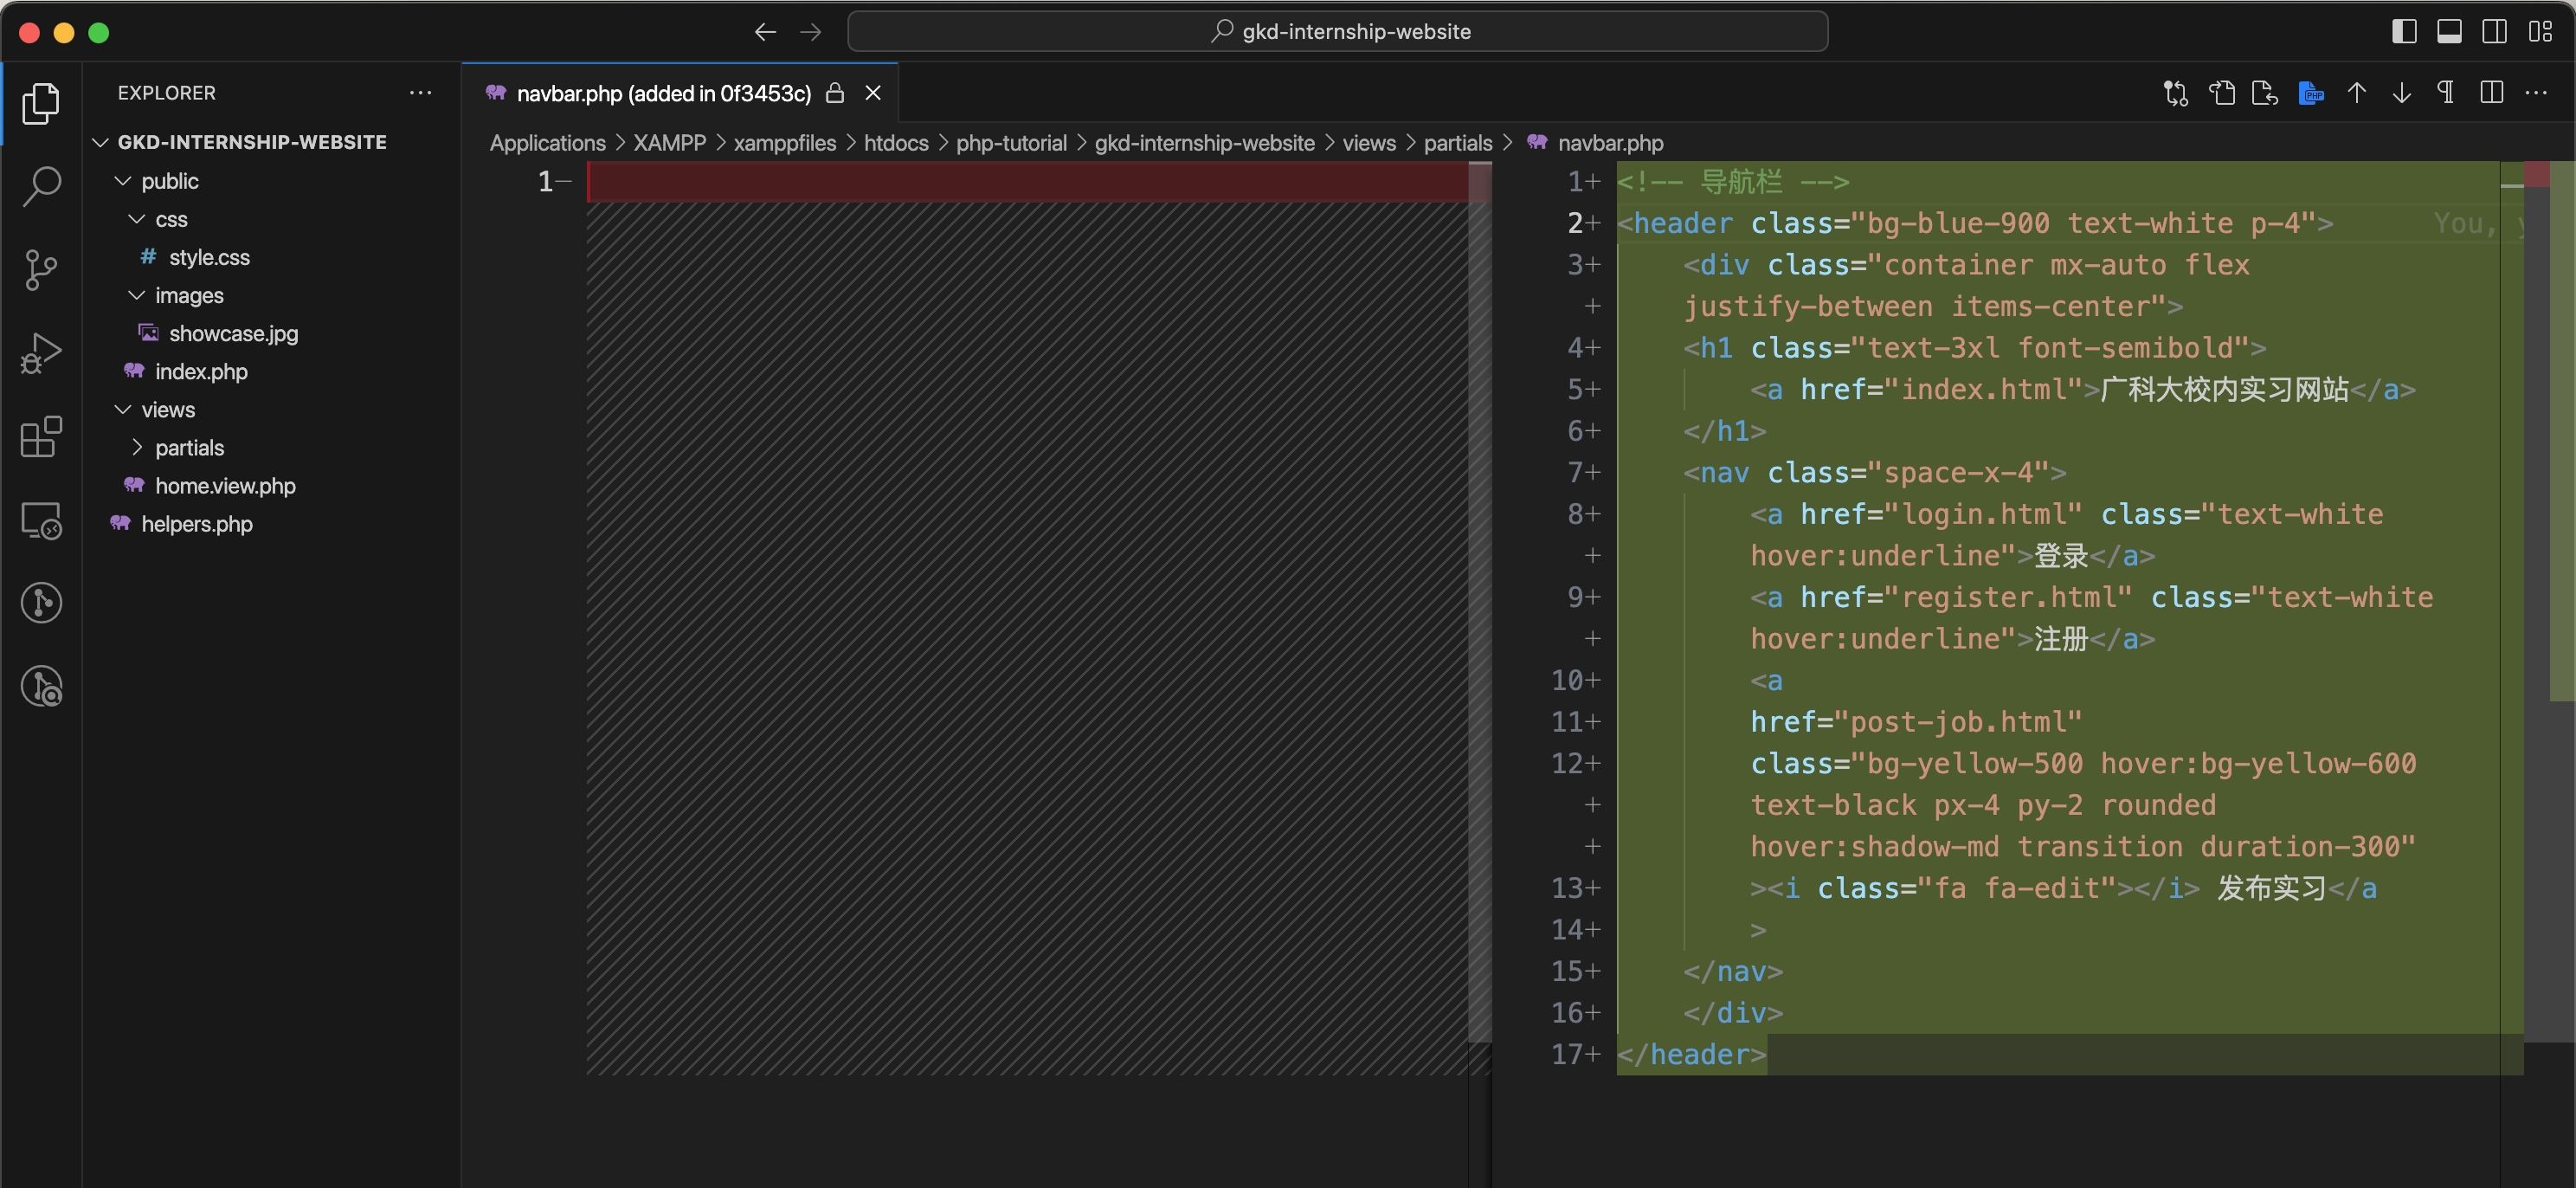 gkd-internship-website
EXPLORER
navbar.php (added in 0f3453c)
Applications > XAMPP > xamppfiles > htdocs > php-tutorial > gkd-internship-website > views > partials > navbar.php
GKD-INTERNSHIP-WEBSITE
public
css
# style.css
images
showcase.jpg
index.php
views
partials
home.view.php
helpers.php
1−
1+ <!-- 导航栏 -->
2+ <header class="bg-blue-900 text-white p-4"> You,
3+ <div class="container mx-auto flex
+ justify-between items-center">
4+ <h1 class="text-3xl font-semibold">
5+ <a href="index.html">广科大校内实习网站</a>
6+ </h1>
7+ <nav class="space-x-4">
8+ <a href="login.html" class="text-white
+ hover:underline">登录</a>
9+ <a href="register.html" class="text-white
+ hover:underline">注册</a>
10+ <a
11+ href="post-job.html"
12+ class="bg-yellow-500 hover:bg-yellow-600
+ text-black px-4 py-2 rounded
+ hover:shadow-md transition duration-300"
13+ ><i class="fa fa-edit"></i> 发布实习</a
14+ >
15+ </nav>
16+ </div>
17+ </header>